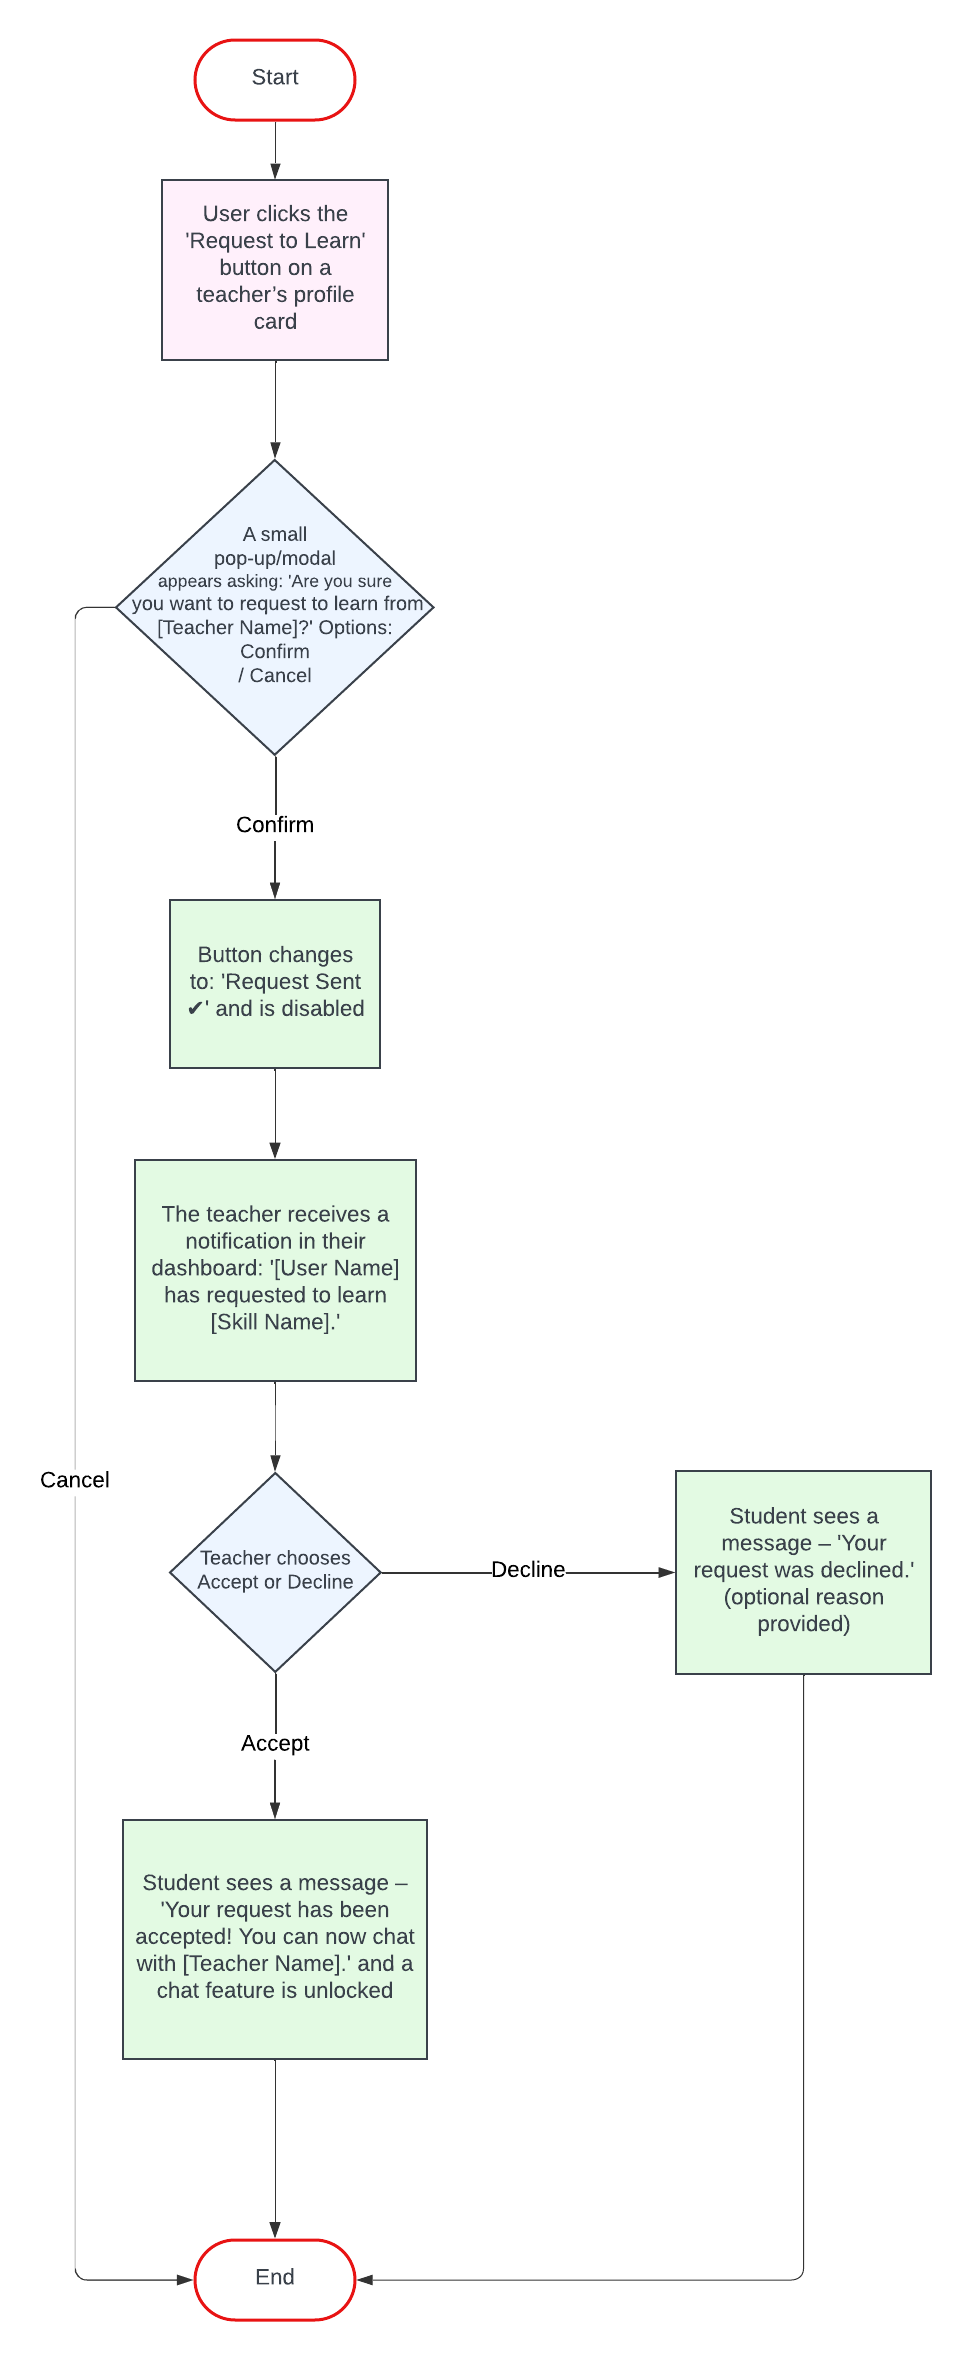 Start
User clicks the
'Request to Learn'
button on a
teacher’s profile
card
A small
pop-up/modal
appears asking: 'Are you sure
you want to request to learn from
[Teacher Name]?' Options:
Confirm
/ Cancel
Confirm
Button changes
to: 'Request Sent
✔' and is disabled
The teacher receives a
notification in their
dashboard: '[User Name]
has requested to learn
[Skill Name].'
Cancel
Teacher chooses
Accept or Decline
Decline
Student sees a
message – 'Your
request was declined.'
(optional reason
provided)
Accept
Student sees a message –
'Your request has been
accepted! You can now chat
with [Teacher Name].' and a
chat feature is unlocked
End